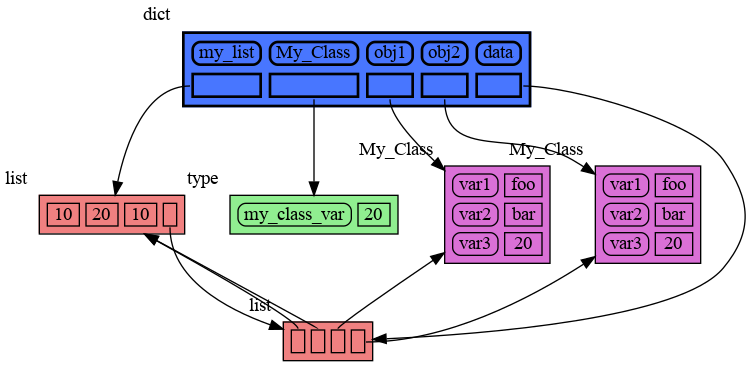 dict
my_list My_Class obj1 obj2 data
My_Class My_Class
list type
var1 foo var1 foo
10 20 10 my_class_var 20 var2 bar var2 bar
var3 20 var3 20
list